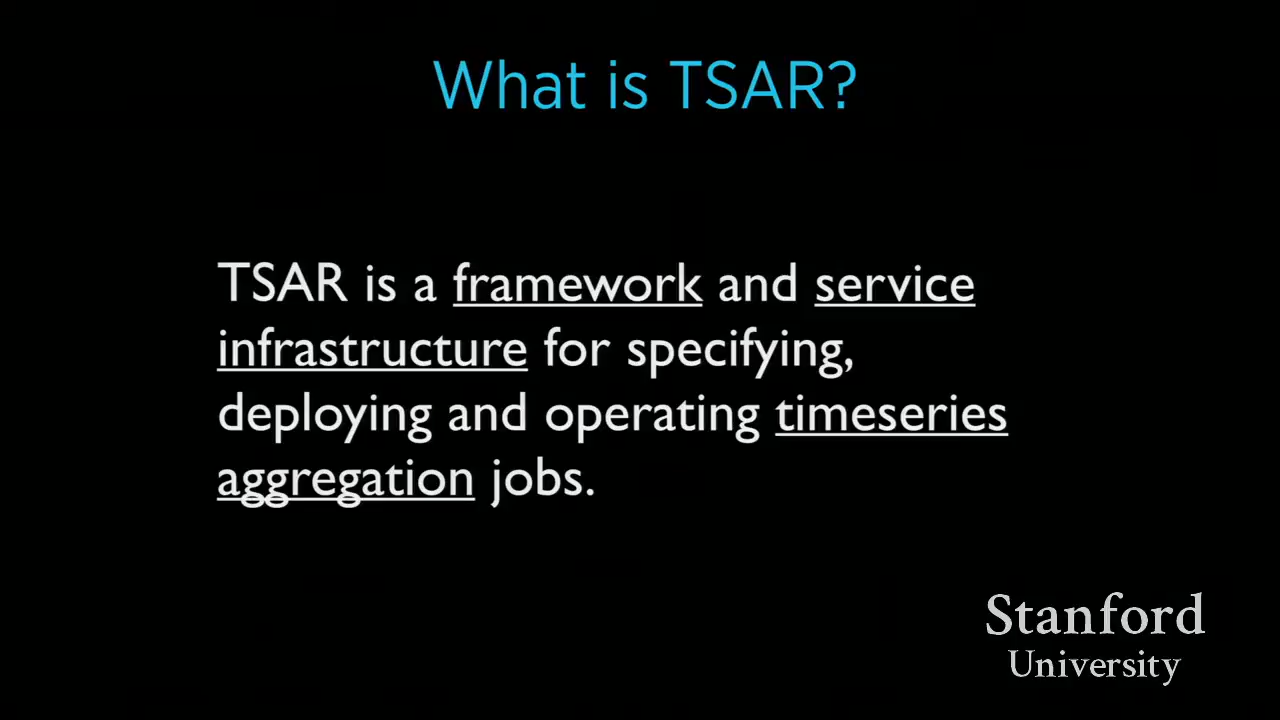 What is TSAR?
TSAR is a framework and service
infrastructure for specifying,
deploying and operating timeseries
aggregation jobs.
Stanford
University